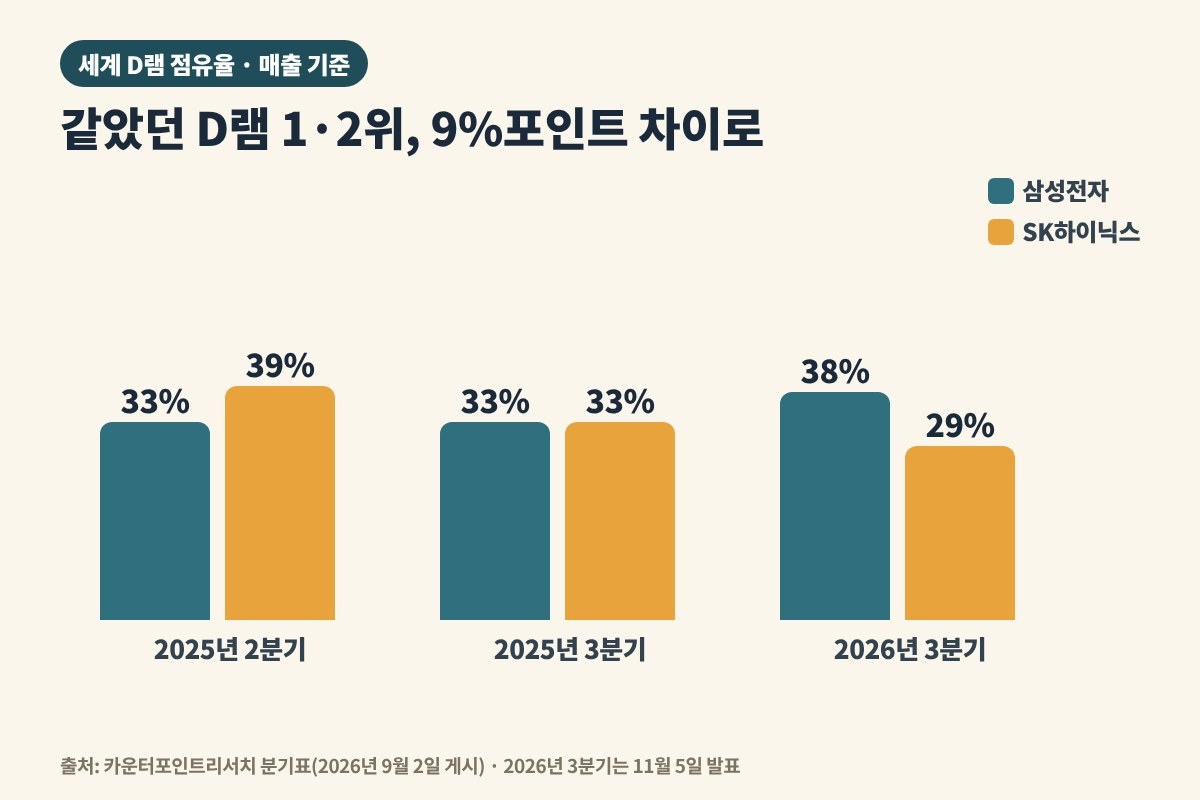 세계 D램 점유율 · 매출 기준
같았던 D램 1·2위, 9%포인트 차이로
삼성전자
SK하이닉스
33%
39%
33%
33%
38%
29%
2025년 2분기
2025년 3분기
2026년 3분기
출처: 카운터포인트리서치 분기표(2026년 9월 2일 게시) · 2026년 3분기는 11월 5일 발표